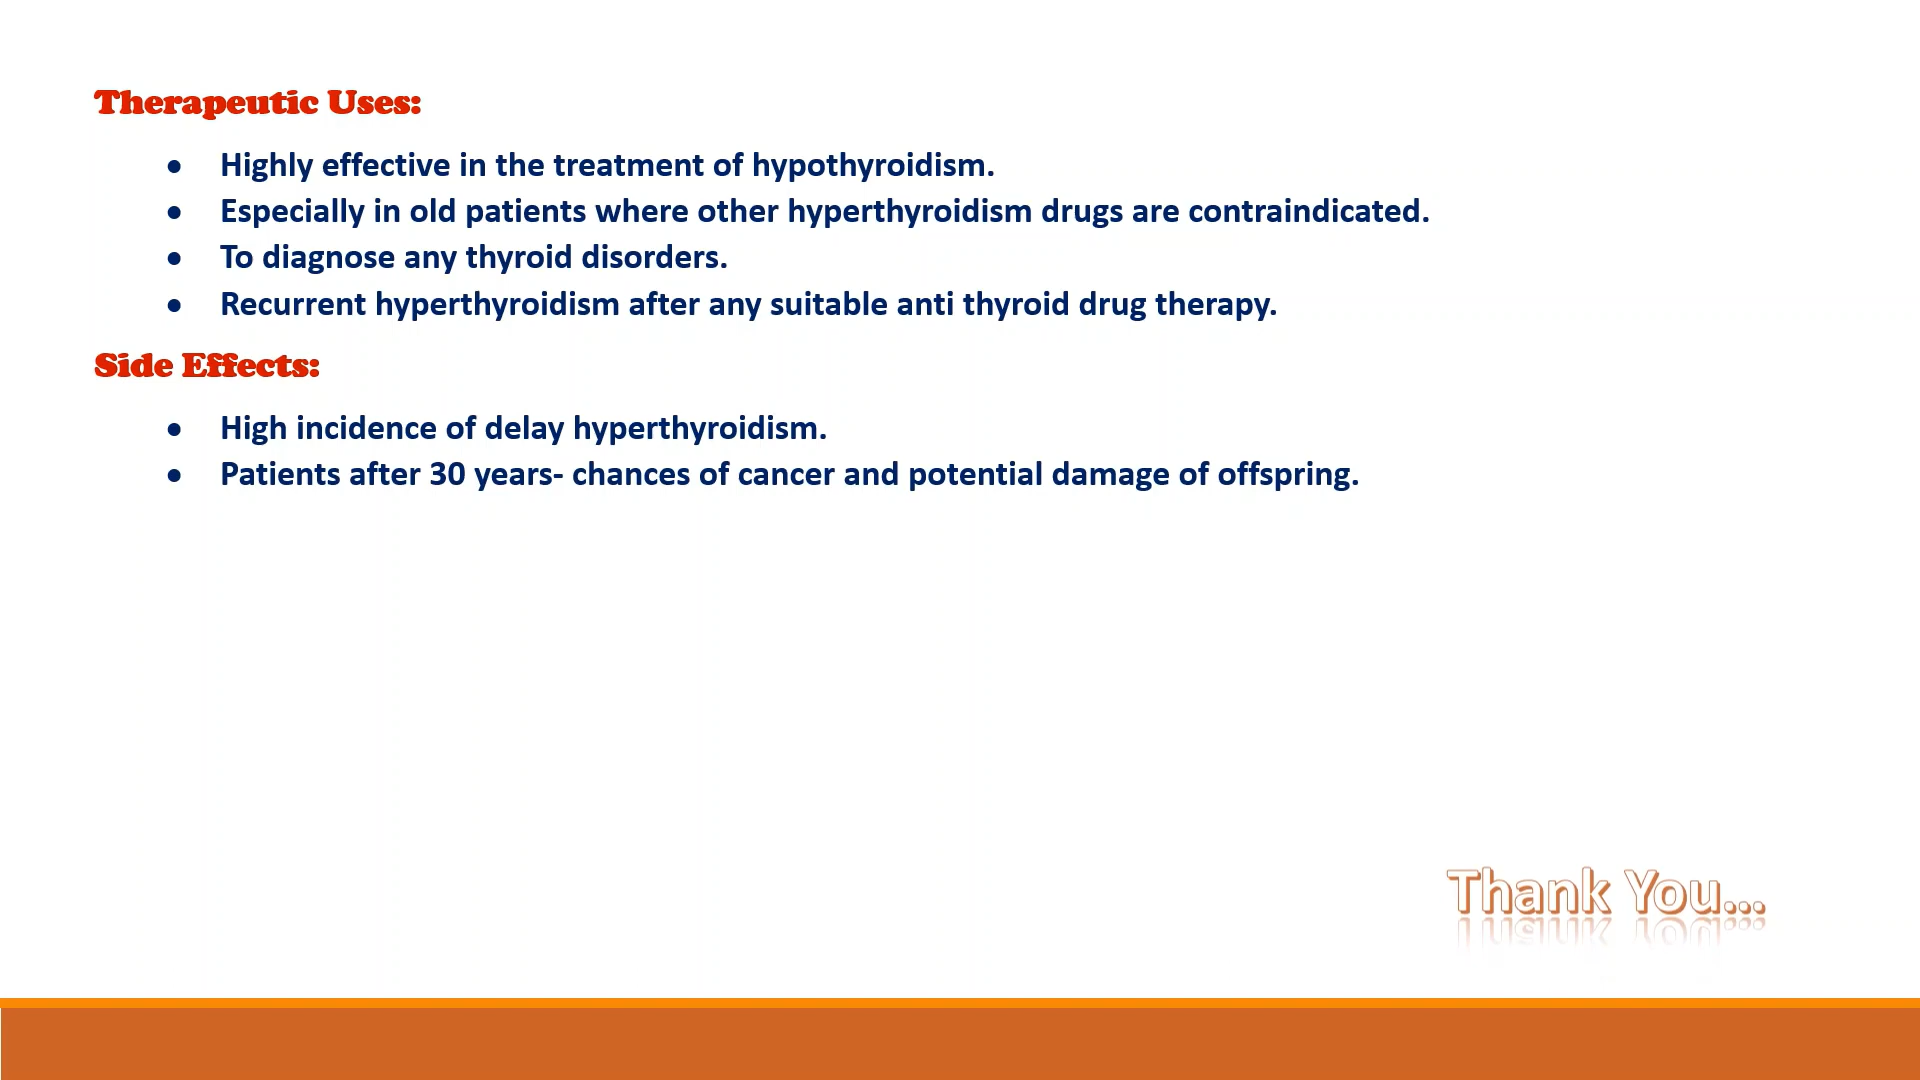 Therapeutic Uses:
• Highly effective in the treatment of hypothyroidism.
• Especially in old patients where other hyperthyroidism drugs are contraindicated.
• To diagnose any thyroid disorders.
• Recurrent hyperthyroidism after any suitable anti thyroid drug therapy.
Side Effects:
• High incidence of delay hyperthyroidism.
• Patients after 30 years- chances of cancer and potential damage of offspring.
Thank You...